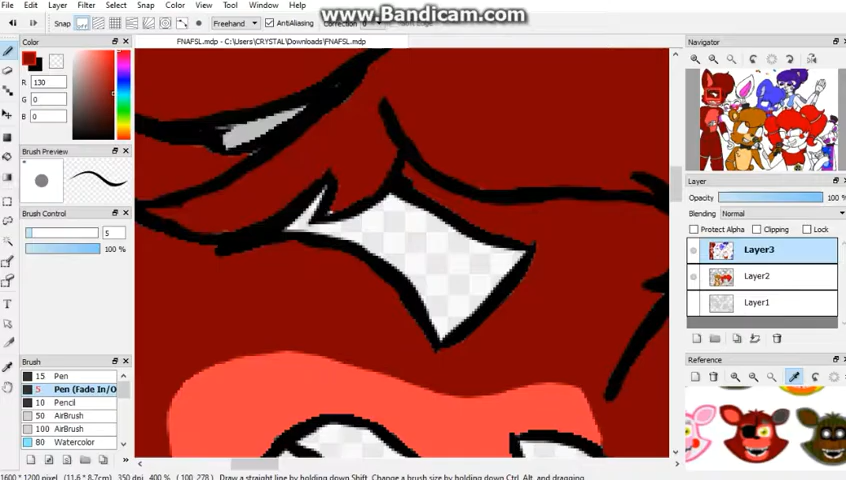 www.Bandicam.com
File Edit Layer Filter Select Snap Color View Tool Window Help
Snap Freehand AntiAliasing Correction 0
FNAFSL.mdp - C:\Users\CRYSTAL\Downloads\FNAFSL.mdp
Color
R 130
G 0
B 0
Brush Preview
Brush Control
5
100 %
Brush
15 Pen
5 Pen (Fade In/O
10 Pencil
50 AirBrush
100 AirBrush
80 Watercolor
Navigator
Layer
Opacity 100 %
Blending Normal
Protect Alpha Clipping Lock
Layer3
Layer2
Layer1
Reference
1600 * 1200 pixel (11.6 * 8.7cm) 350 dpi 400 % (100, 278) Draw a straight line by holding down Shift, Change a brush size by holding down Ctrl, Alt, and dragging